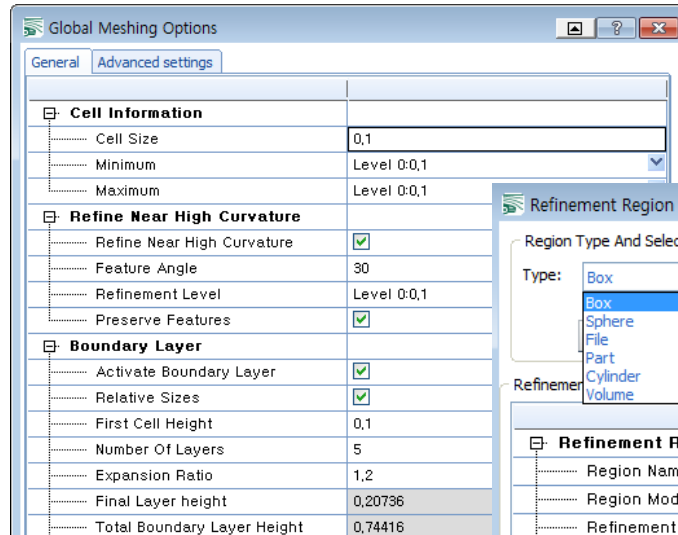 Global Meshing Options
General Advanced settings
Cell Information
Cell Size 0,1
Minimum Level 0:0,1
Maximum Level 0:0,1
Refine Near High Curvature
Refine Near High Curvature
Feature Angle 30
Refinement Level Level 0:0,1
Preserve Features
Boundary Layer
Activate Boundary Layer
Relative Sizes
First Cell Height 0,1
Number Of Layers 5
Expansion Ratio 1,2
Final Layer height 0,20736
Total Boundary Layer Height 0,74416
Refinement Region
Region Type And Selec
Type: Box
Box
Sphere
File
Part
Cylinder
Volume
Refinemer
Refinement R
Region Nam
Region Mod
Refinement